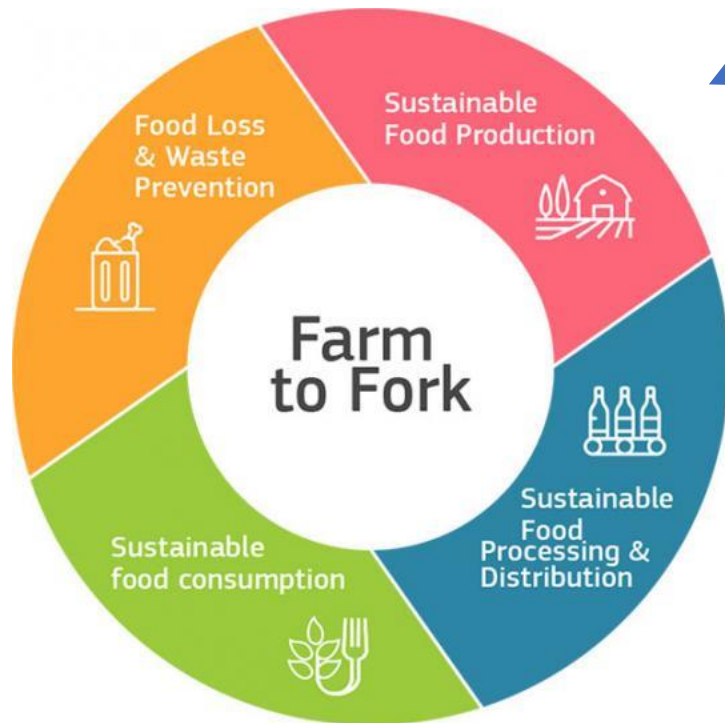 Farm
to Fork
Sustainable
Food Production
Sustainable
Food
Processing &
Distribution
Sustainable
food consumption
Food Loss
& Waste
Prevention